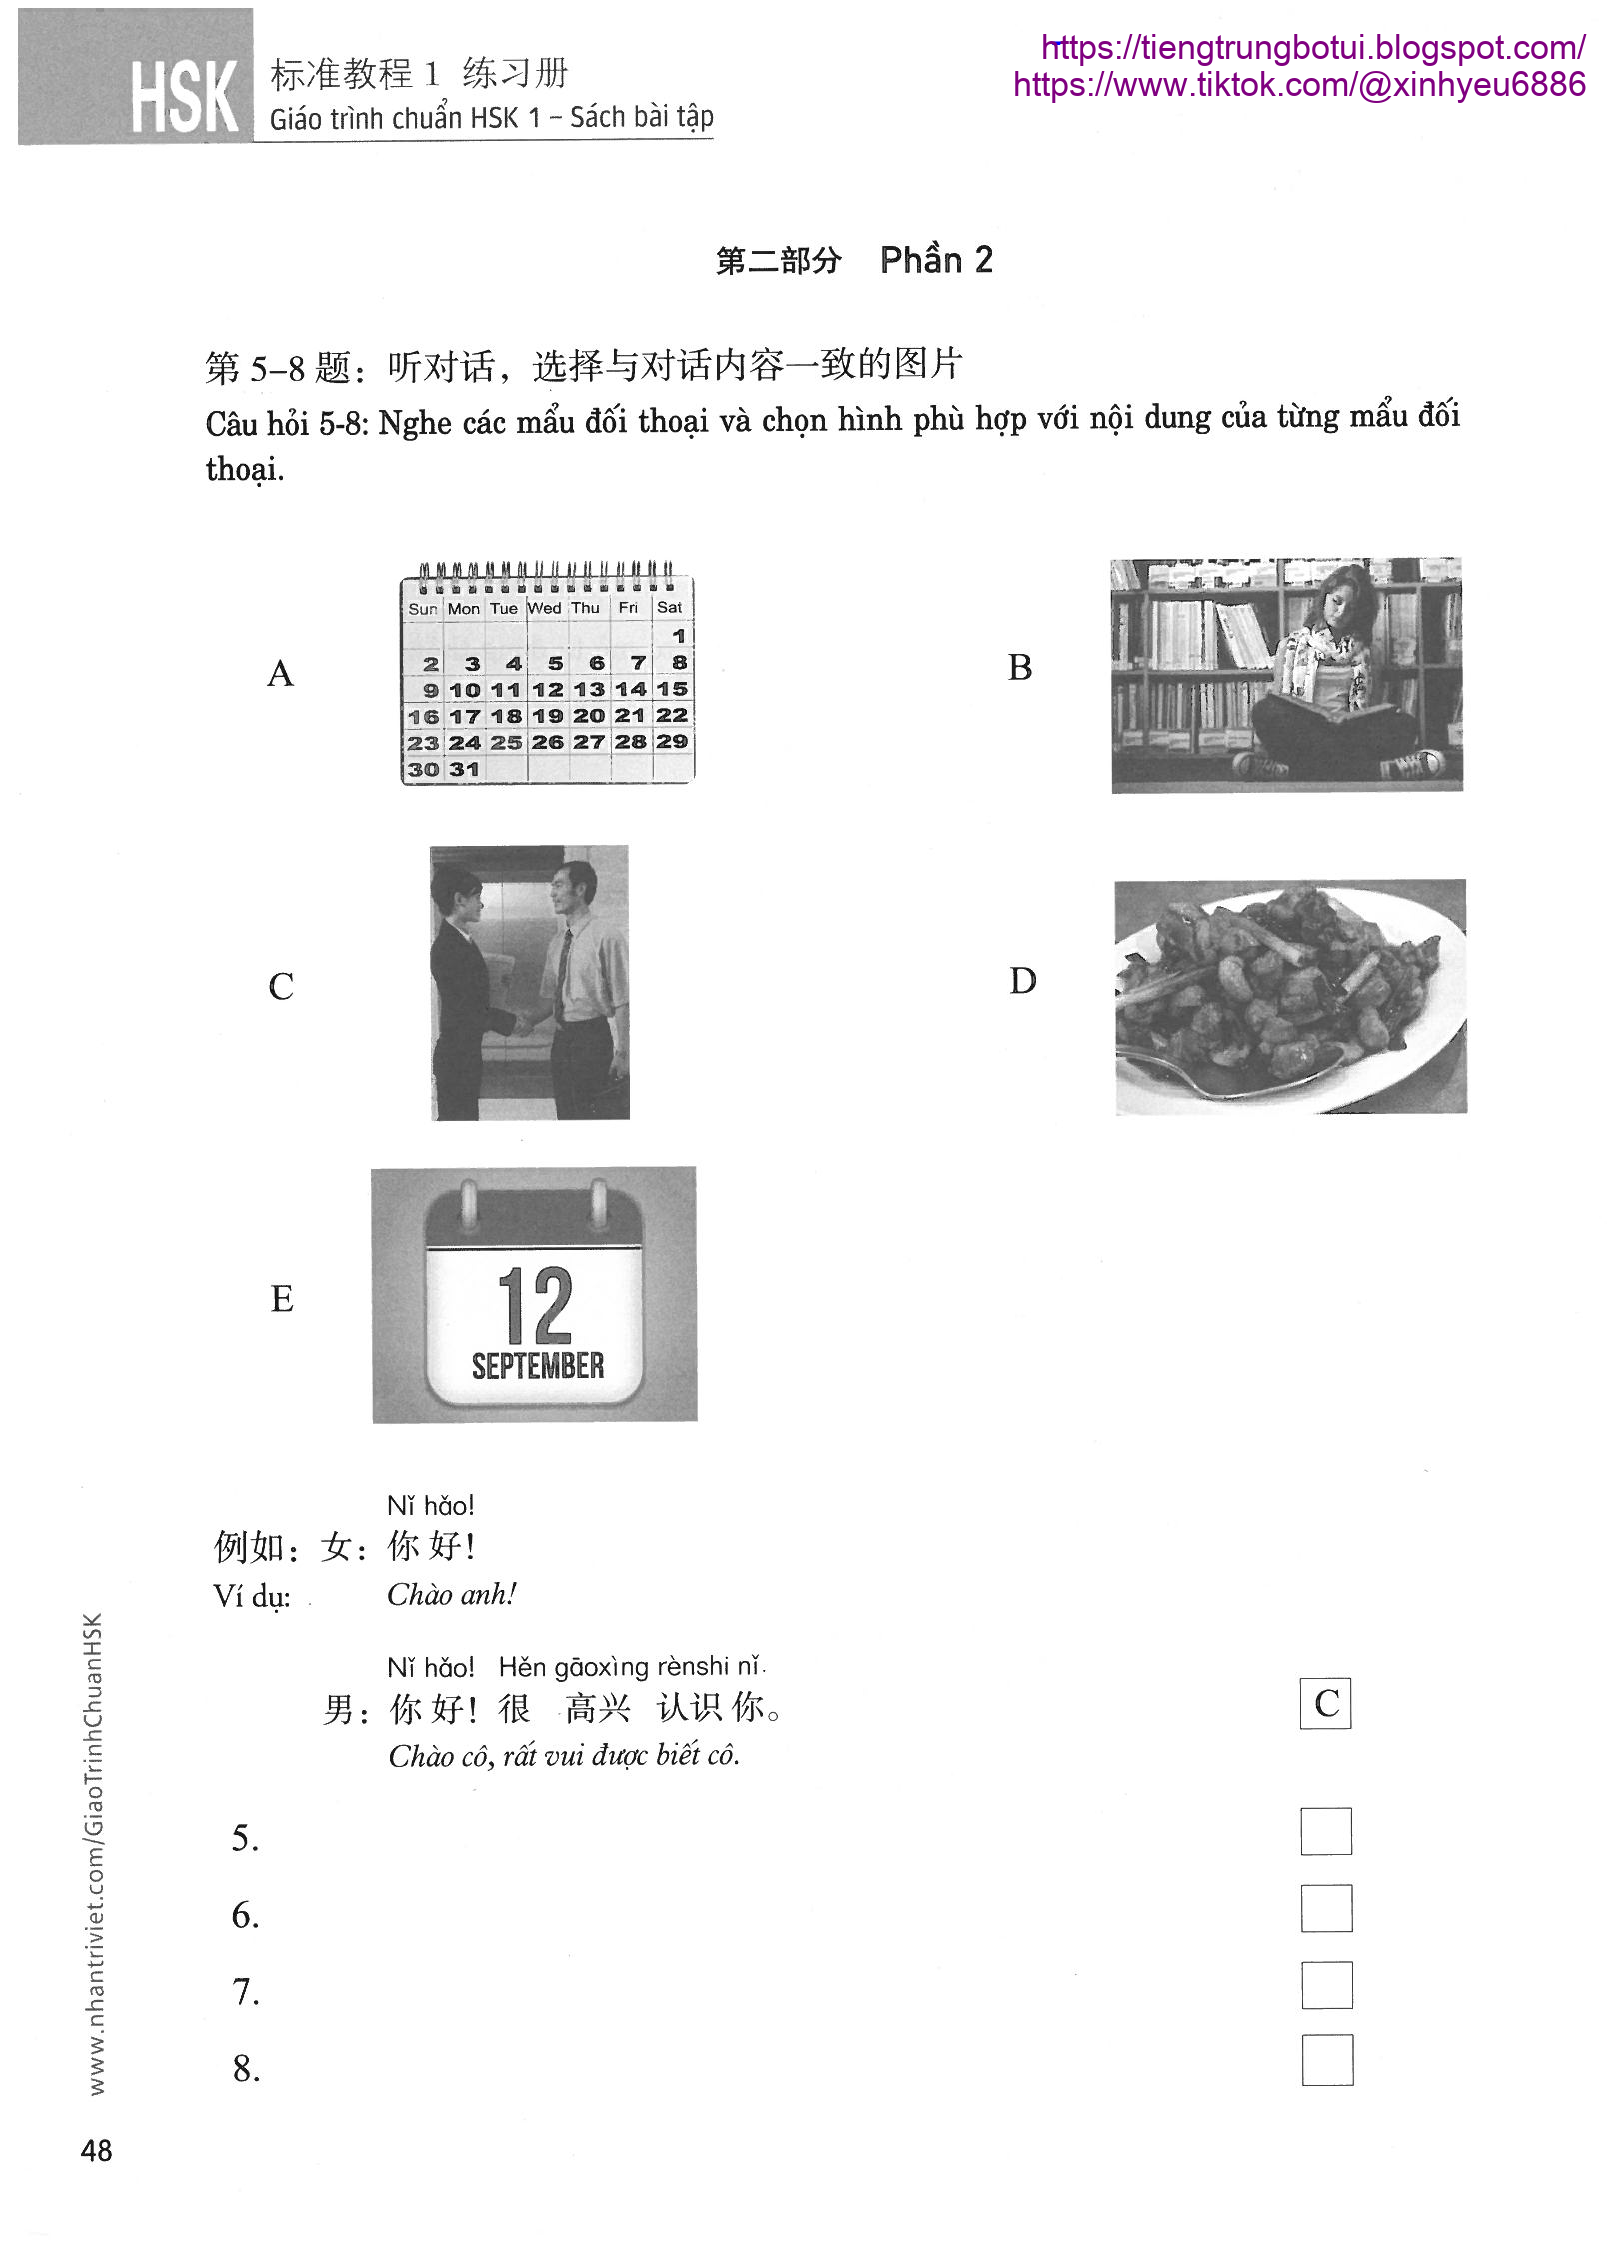 https://tiengtrungbotui.blogspot.com/
https://www.tiktok.com/@xinhyeu6886
HSK
标准教程 1 练习册
Giáo trình chuẩn HSK 1 – Sách bài tập
第二部分 Phần 2
第 5–8 题：听对话，选择与对话内容一致的图片
Câu hỏi 5-8: Nghe các mẩu đối thoại và chọn hình phù hợp với nội dung của từng mẩu đối
thoại.
A
Sun Mon Tue Wed Thu Fri Sat
1
2 3 4 5 6 7 8
9 10 11 12 13 14 15
16 17 18 19 20 21 22
23 24 25 26 27 28 29
30 31
B
C
D
E
12
SEPTEMBER
Nǐ hǎo!
例如：女：你好！
Ví dụ: Chào anh!
Nǐ hǎo! Hěn gāoxìng rènshi nǐ.
男：你好！很 高兴 认识你。
Chào cô, rất vui được biết cô.
C
5.
6.
7.
8.
www.nhantriviet.com/GiaoTrinhChuanHSK
48